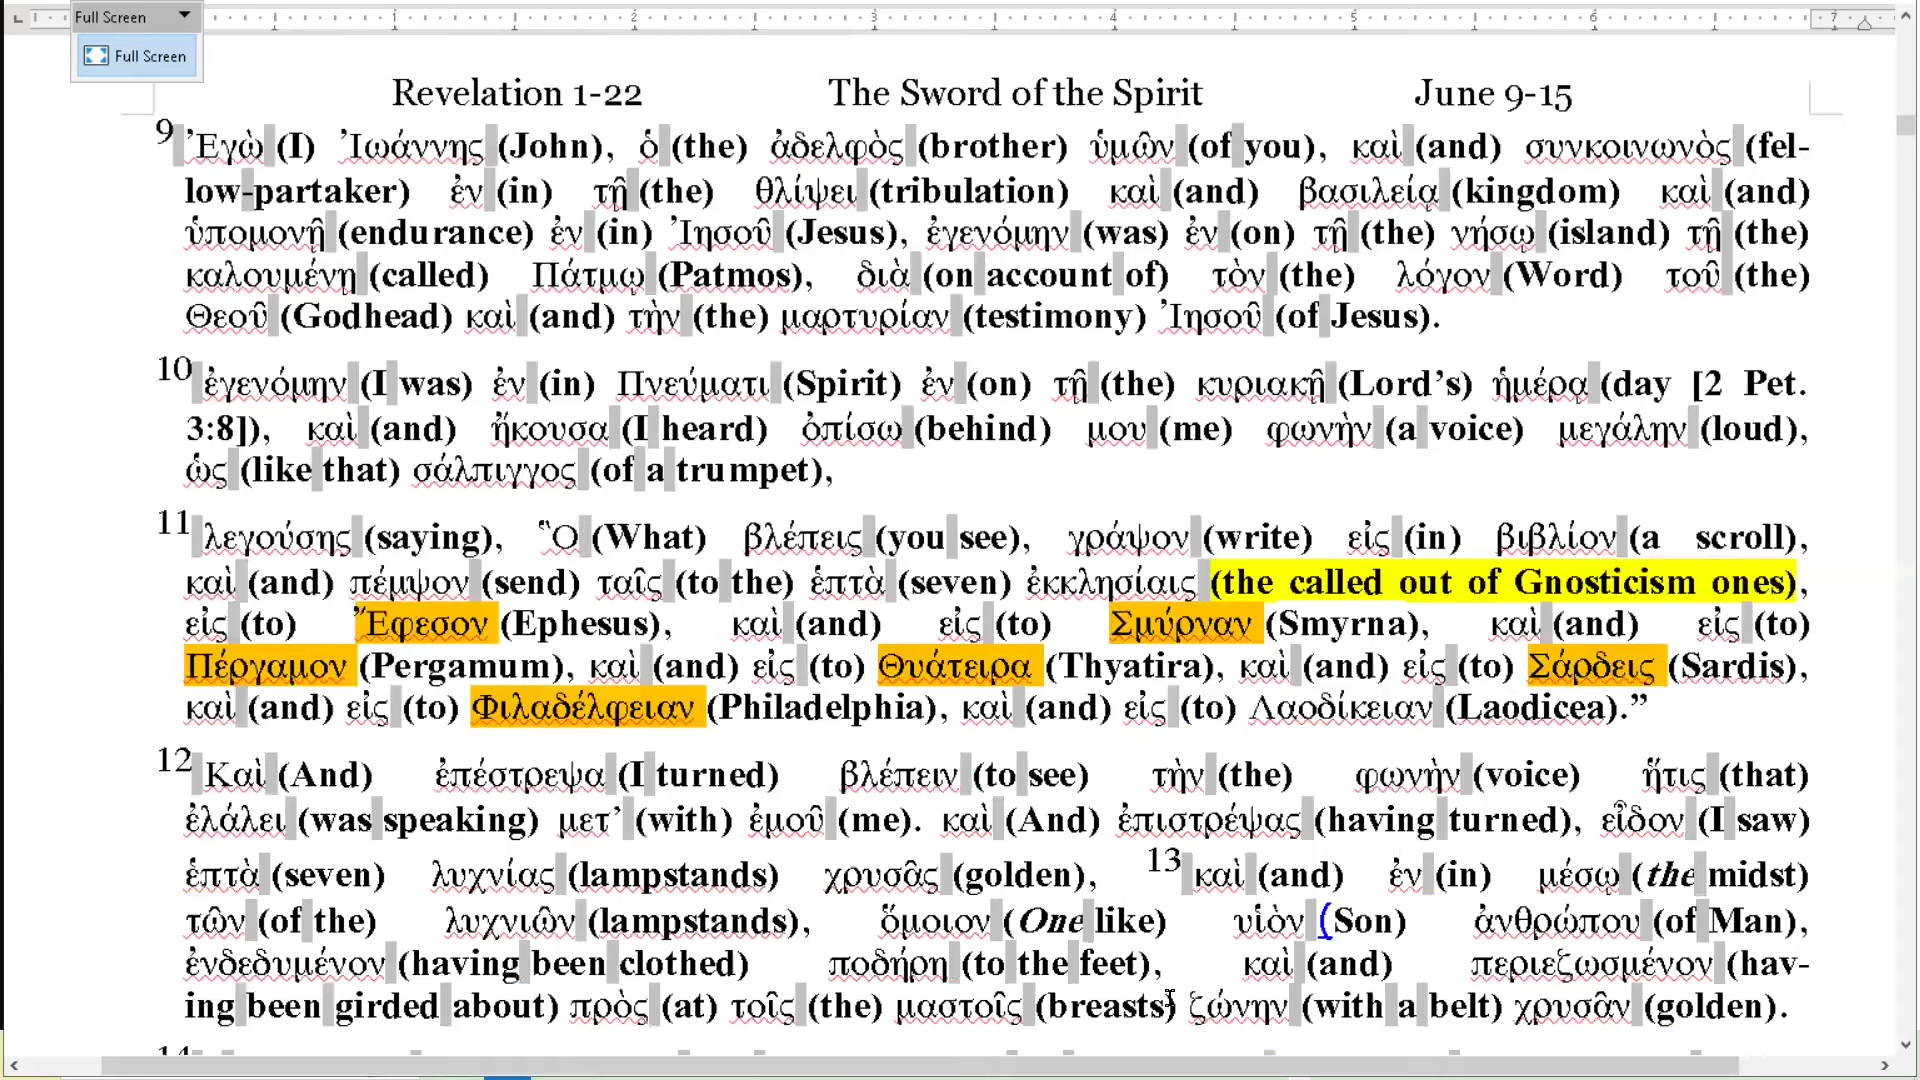 Full Screen
Full Screen
1 2 3 4 5 6 7
Revelation 1-22 The Sword of the Spirit June 9-15
9 Ἐγὼ (I) Ἰωάννης (John), ὁ (the) ἀδελφὸς (brother) ὑμῶν (of you), καὶ (and) συνκοινωνὸς (fel-
low-partaker) ἐν (in) τῇ (the) θλίψει (tribulation) καὶ (and) βασιλείᾳ (kingdom) καὶ (and)
ὑπομονῇ (endurance) ἐν (in) Ἰησοῦ (Jesus), ἐγενόμην (was) ἐν (on) τῇ (the) νήσῳ (island) τῇ (the)
καλουμένῃ (called) Πάτμῳ (Patmos), διὰ (on account of) τὸν (the) λόγον (Word) τοῦ (the)
Θεοῦ (Godhead) καὶ (and) τὴν (the) μαρτυρίαν (testimony) Ἰησοῦ (of Jesus).
10 ἐγενόμην (I was) ἐν (in) Πνεύματι (Spirit) ἐν (on) τῇ (the) κυριακῇ (Lord’s) ἡμέρᾳ (day [2 Pet.
3:8]), καὶ (and) ἤκουσα (I heard) ὀπίσω (behind) μου (me) φωνὴν (a voice) μεγάλην (loud),
ὡς (like that) σάλπιγγος (of a trumpet),
11 λεγούσης (saying), Ὃ (What) βλέπεις (you see), γράψον (write) εἰς (in) βιβλίον (a scroll),
καὶ (and) πέμψον (send) ταῖς (to the) ἑπτὰ (seven) ἐκκλησίαις (the called out of Gnosticism ones),
εἰς (to) Ἔφεσον (Ephesus), καὶ (and) εἰς (to) Σμύρναν (Smyrna), καὶ (and) εἰς (to)
Πέργαμον (Pergamum), καὶ (and) εἰς (to) Θυάτειρα (Thyatira), καὶ (and) εἰς (to) Σάρδεις (Sardis),
καὶ (and) εἰς (to) Φιλαδέλφειαν (Philadelphia), καὶ (and) εἰς (to) Λαοδίκειαν (Laodicea).”
12 Καὶ (And) ἐπέστρεψα (I turned) βλέπειν (to see) τὴν (the) φωνὴν (voice) ἥτις (that)
ἐλάλει (was speaking) μετ’ (with) ἐμοῦ (me). καὶ (And) ἐπιστρέψας (having turned), εἶδον (I saw)
ἑπτὰ (seven) λυχνίας (lampstands) χρυσᾶς (golden), 13 καὶ (and) ἐν (in) μέσῳ (the midst)
τῶν (of the) λυχνιῶν (lampstands), ὅμοιον (One like) υἱὸν (Son) ἀνθρώπου (of Man),
ἐνδεδυμένον (having been clothed) ποδήρη (to the feet), καὶ (and) περιεζωσμένον (hav-
ing been girded about) πρὸς (at) τοῖς (the) μαστοῖς (breasts) ζώνην (with a belt) χρυσᾶν (golden).